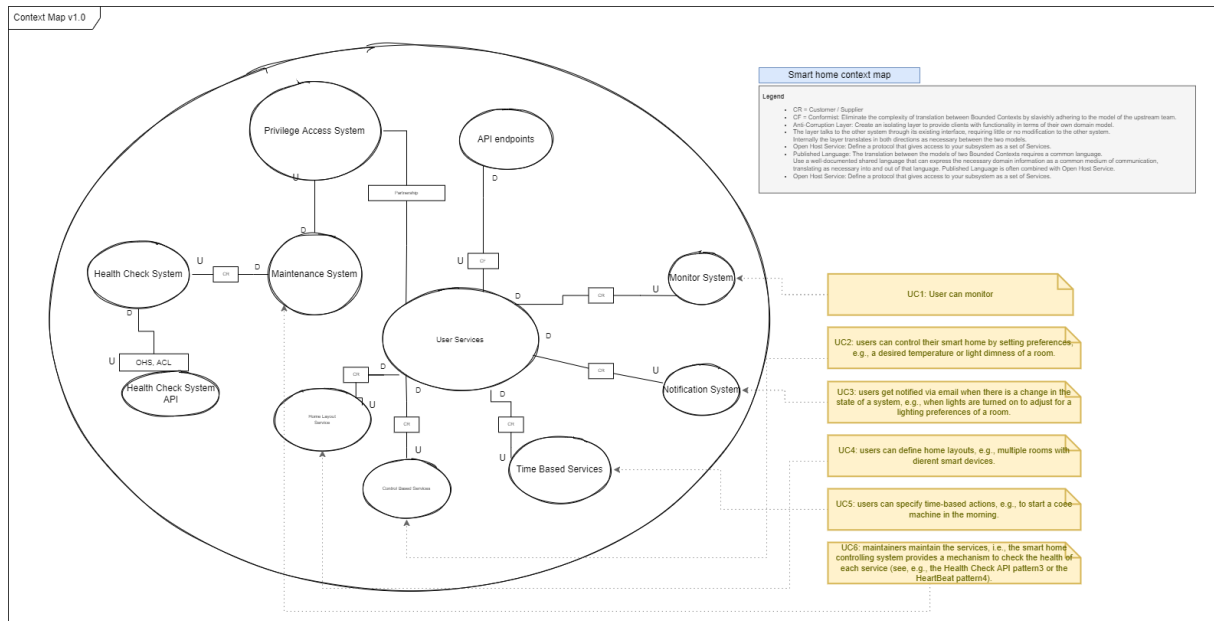 Context Map v1.0
Smart home context map
Legend
CR = Customer / Supplier
CF = Conformist: Eliminate the complexity of translation between Bounded Contexts by slavishly adhering to the model of the upstream team.
Anti-Corruption Layer: Create an isolating layer to provide clients with functionality in terms of their own domain model.
The layer talks to the other system through its existing interface, requiring little or no modification to the other system.
Internally the layer translates in both directions as necessary between the two models.
Open Host Service: Define a protocol that gives access to your subsystem as a set of Services.
Published Language: The translation between the models of two Bounded Contexts requires a common language.
Use a well-documented shared language that can express the necessary domain information as a common medium of communication,
translating as necessary into and out of that language. Published Language is often combined with Open Host Service.
Open Host Service: Define a protocol that gives access to your subsystem as a set of Services.
Privilege Access System
API endpoints
U
D
Partnership
D
U
CF
D
Health Check System
U
CR
D
Maintenance System
Monitor System
D
CR
U
User Services
D
U
OHS, ACL
Health Check System
API
D
CR
U
Notification System
CR
D
U
Home Layout
Service
D
CR
U
Control Based Services
D
CR
U
Time Based Services
UC1: User can monitor
UC2: users can control their smart home by setting preferences,
e.g., a desired temperature or light dimness of a room.
UC3: users get notified via email when there is a change in the
state of a system, e.g., when lights are turned on to adjust for a
lighting preferences of a room.
UC4: users can define home layouts, e.g., multiple rooms with
dierent smart devices.
UC5: users can specify time-based actions, e.g., to start a coee
machine in the morning.
UC6: maintainers maintain the services, i.e., the smart home
controlling system provides a mechanism to check the health of
each service (see, e.g., the Health Check API pattern3 or the
HeartBeat pattern4).